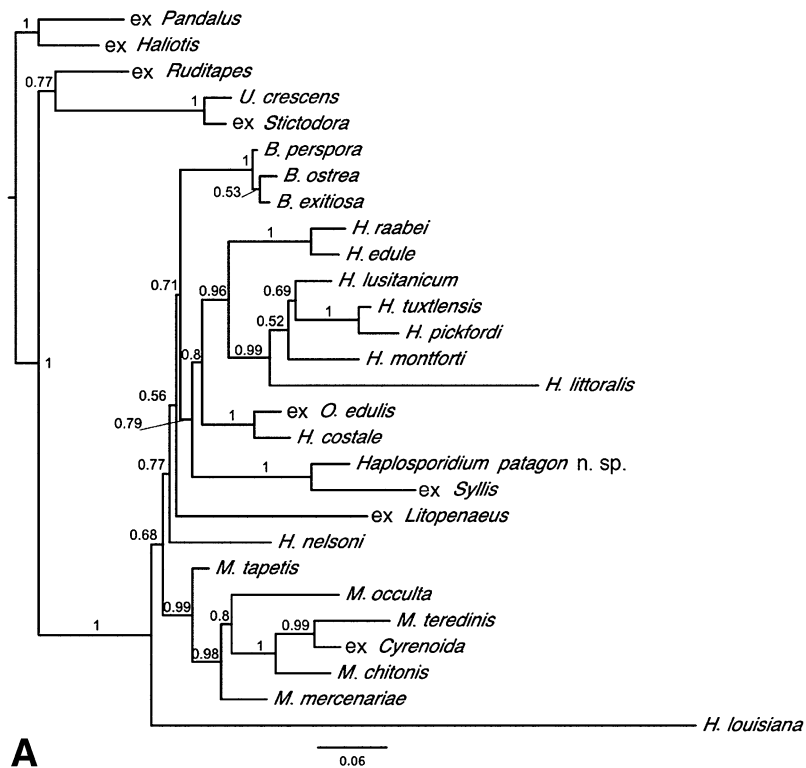 1
ex Pandalus
ex Haliotis
ex Ruditapes
0.77
1
U. crescens
ex Stictodora
B. perspora
1
B. ostrea
0.53
B. exitiosa
H. raabei
1
H. edule
H. lusitanicum
0.71
0.96
0.69
H. tuxtlensis
1
0.52
H. pickfordi
0.8
0.99
H. montforti
1
H. littoralis
0.56
ex O. edulis
1
0.79
H. costale
Haplosporidium patagon n. sp.
0.77
1
ex Syllis
ex Litopenaeus
0.68
H. nelsoni
M. tapetis
M. occulta
0.99
0.8
M. teredinis
0.99
1
ex Cyrenoida
1
0.98
M. chitonis
M. mercenariae
H. louisiana
A
0.06